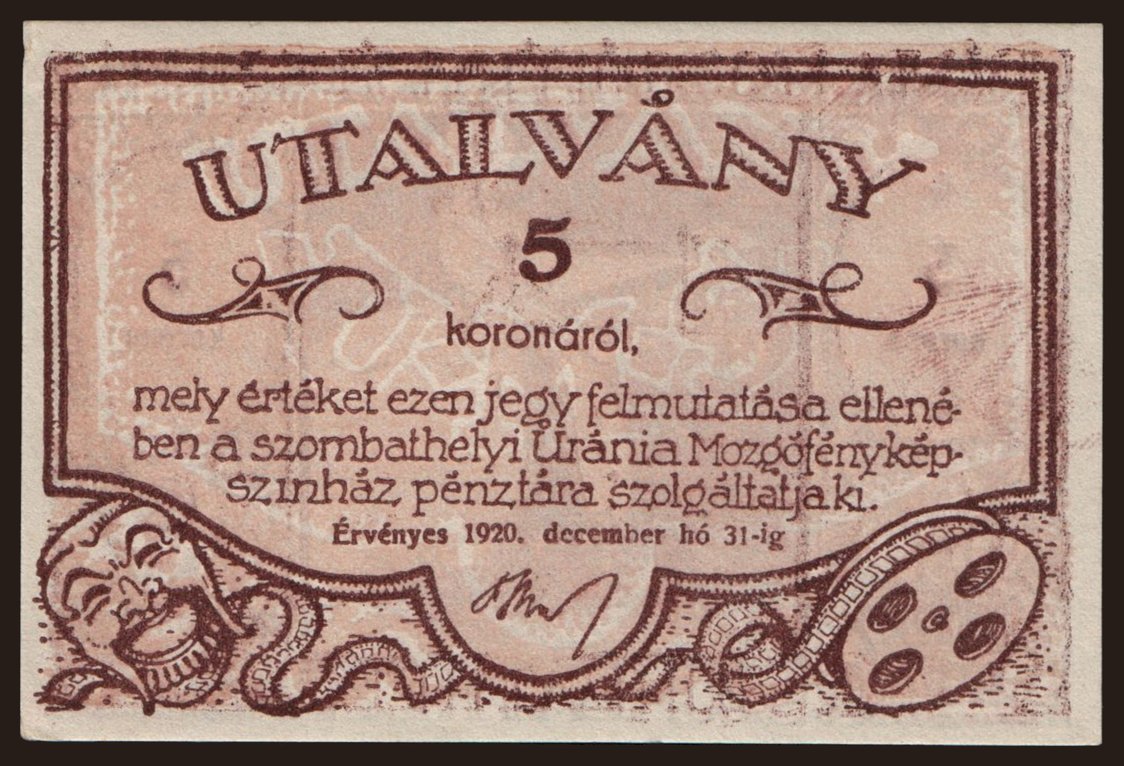 UTALVÁNY
5
koronáról,
mely értéket ezen jegy felmutatása ellené-
ben a szombathelyi Uránia Mozgófénykép-
színház pénztára szolgáltatja ki.
Érvényes 1920. december hó 31-ig